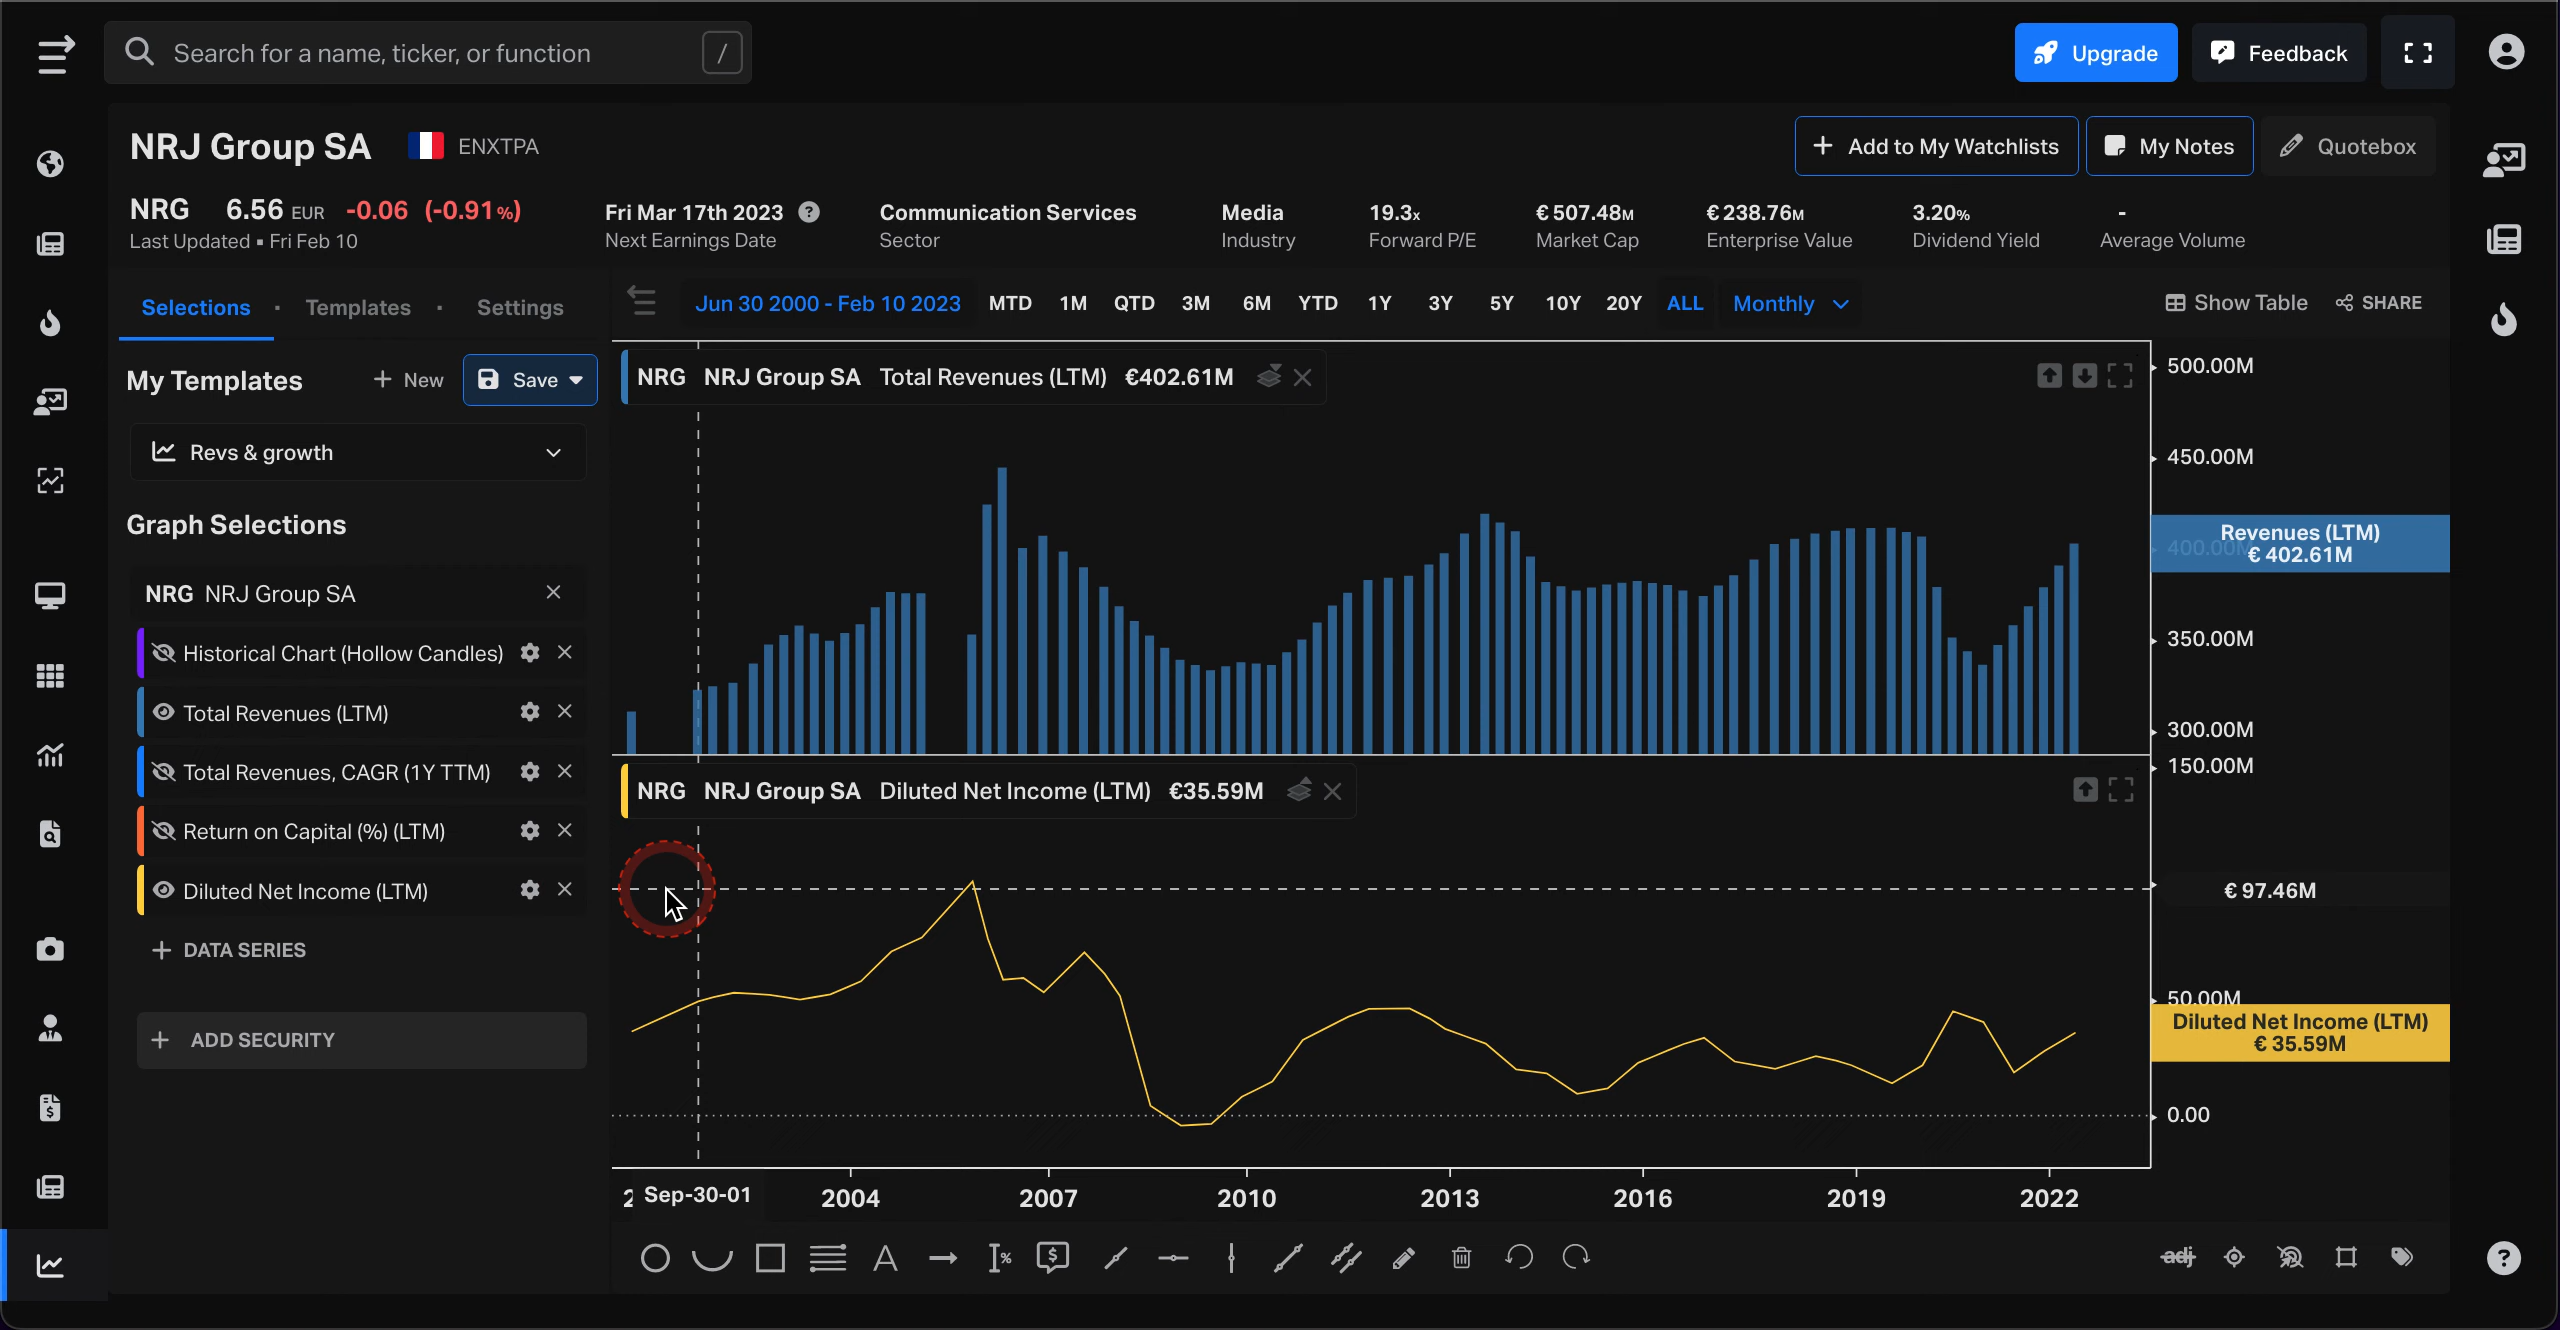 Search for a name, ticker, or function /
Upgrade
Feedback
NRJ Group SA ENXTPA
+ Add to My Watchlists
My Notes
Quotebox
NRG 6.56 EUR -0.06 (-0.91%)
Last Updated ▪ Fri Feb 10
Fri Mar 17th 2023 ?
Next Earnings Date
Communication Services
Sector
Media
Industry
19.3x
Forward P/E
€ 507.48M
Market Cap
€ 238.76M
Enterprise Value
3.20%
Dividend Yield
-
Average Volume
Selections · Templates · Settings
Jun 30 2000 - Feb 10 2023 MTD 1M QTD 3M 6M YTD 1Y 3Y 5Y 10Y 20Y ALL Monthly
Show Table SHARE
My Templates + New Save
Revs & growth
Graph Selections
NRG NRJ Group SA
Historical Chart (Hollow Candles)
Total Revenues (LTM)
Total Revenues, CAGR (1Y TTM)
Return on Capital (%) (LTM)
Diluted Net Income (LTM)
+ DATA SERIES
+ ADD SECURITY
NRG NRJ Group SA Total Revenues (LTM) €402.61M
500.00M
450.00M
400.00M
Revenues (LTM)
€ 402.61M
350.00M
300.00M
NRG NRJ Group SA Diluted Net Income (LTM) €35.59M
150.00M
€ 97.46M
50.00M
Diluted Net Income (LTM)
€ 35.59M
0.00
2 Sep-30-01 2004 2007 2010 2013 2016 2019 2022
A % $ adj
?